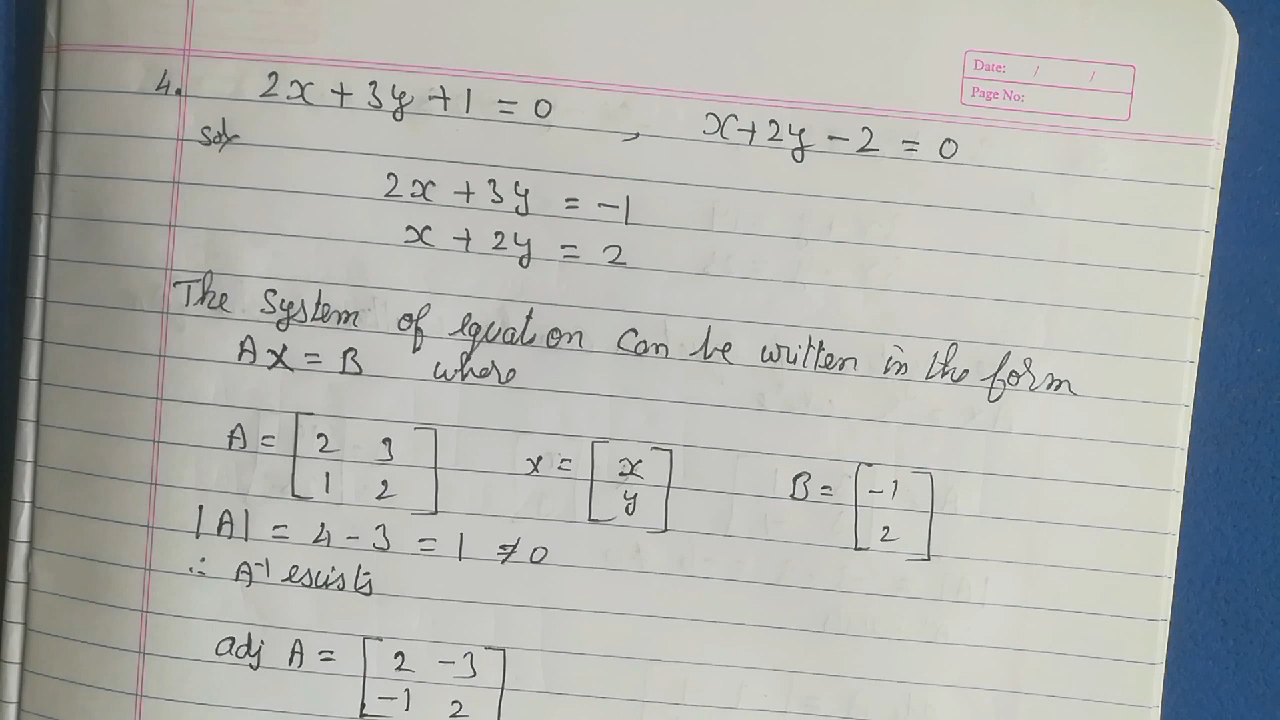 Date: / /
Page No:
4. 2x + 3y + 1 = 0 , x + 2y - 2 = 0
Sol
2x + 3y = -1
x + 2y = 2
The System of equation can be written in the form
AX = B where
A = [2 3 X = [x B = [-1
1 2] y] 2]
|A| = 4 - 3 = 1 ≠ 0
∴ A⁻¹ exists
adj A = [2 -3
-1 2]